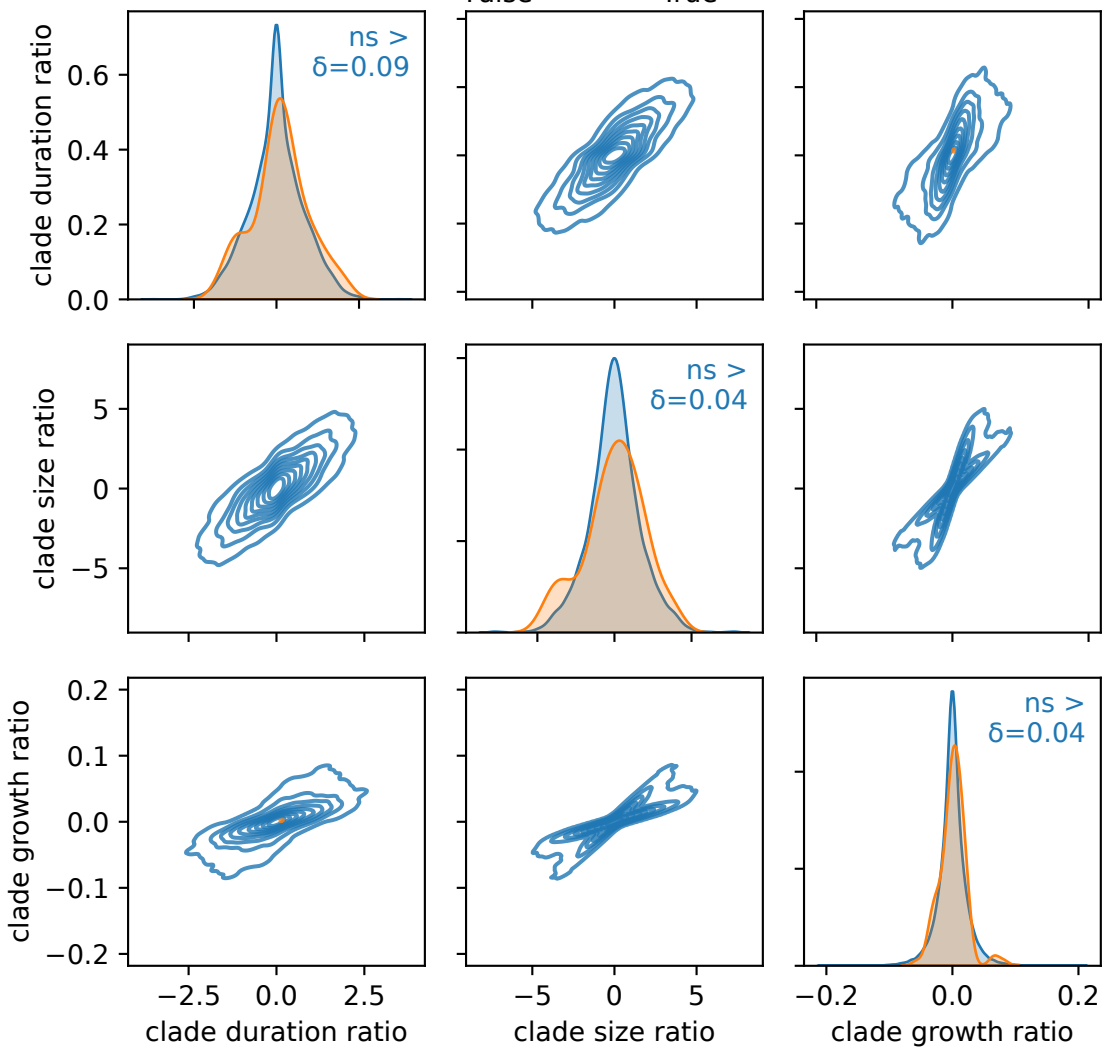 clade duration ratio
0.6
0.4
0.2
0.0
ns >
δ=0.09
clade size ratio
5
0
−5
ns >
δ=0.04
clade growth ratio
0.2
0.1
0.0
−0.1
−0.2
ns >
δ=0.04
−2.5 0.0 2.5
−5 0 5
−0.2 0.0 0.2
clade duration ratio
clade size ratio
clade growth ratio